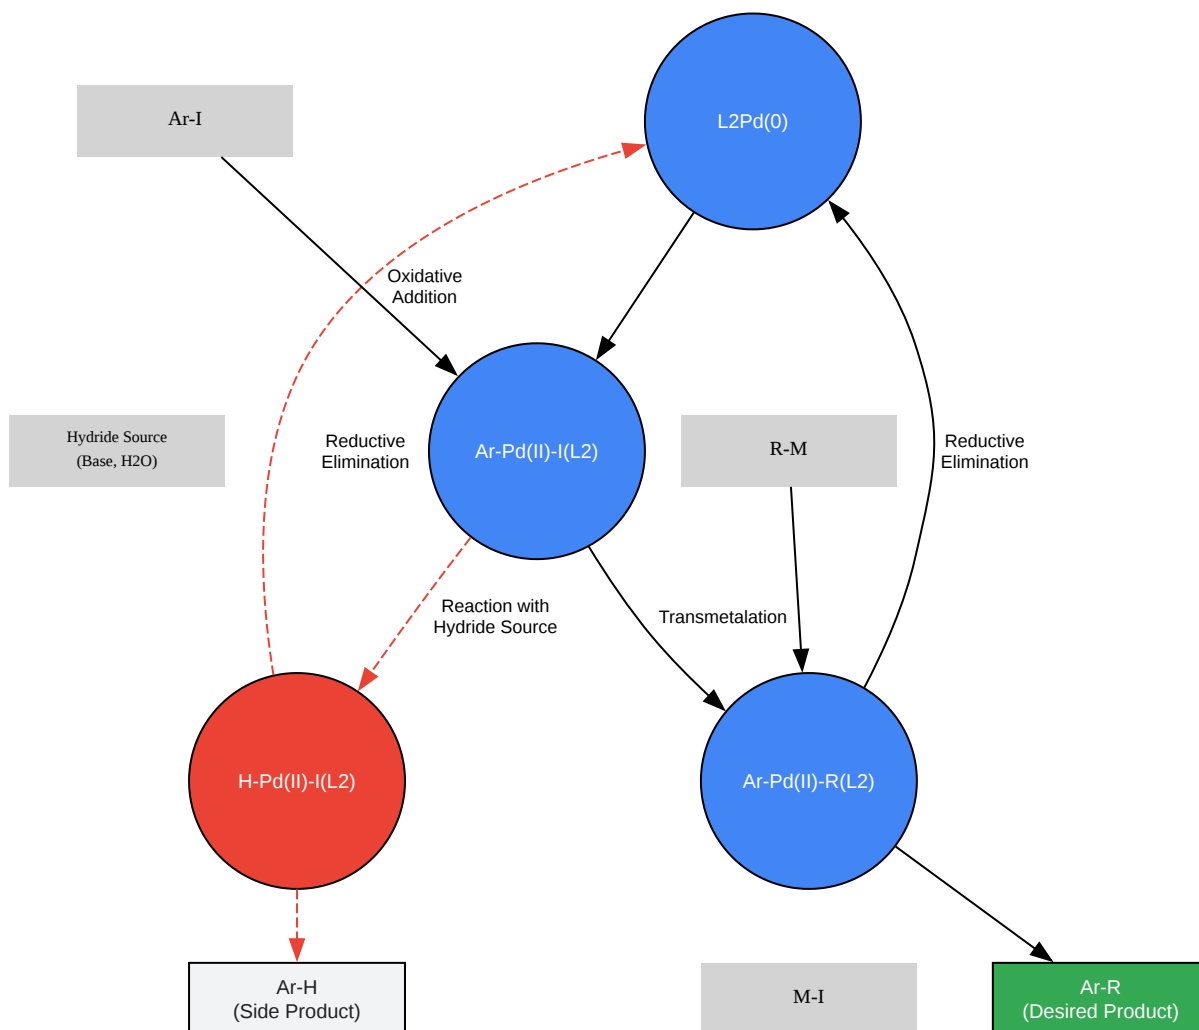 L2Pd(0)
Ar-I
Oxidative
Addition
Hydride Source
(Base, H2O)
Reductive
Elimination
Ar-Pd(II)-I(L2)
R-M
Reductive
Elimination
Reaction with
Hydride Source
Transmetalation
H-Pd(II)-I(L2)
Ar-Pd(II)-R(L2)
Ar-H
(Side Product)
M-I
Ar-R
(Desired Product)